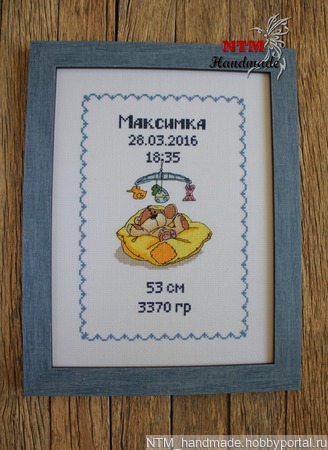 NTM
Handmade
Максимка
28.03.2016
18:35
53 см
3370 гр
NTM_handmade.hobbyportal.ru